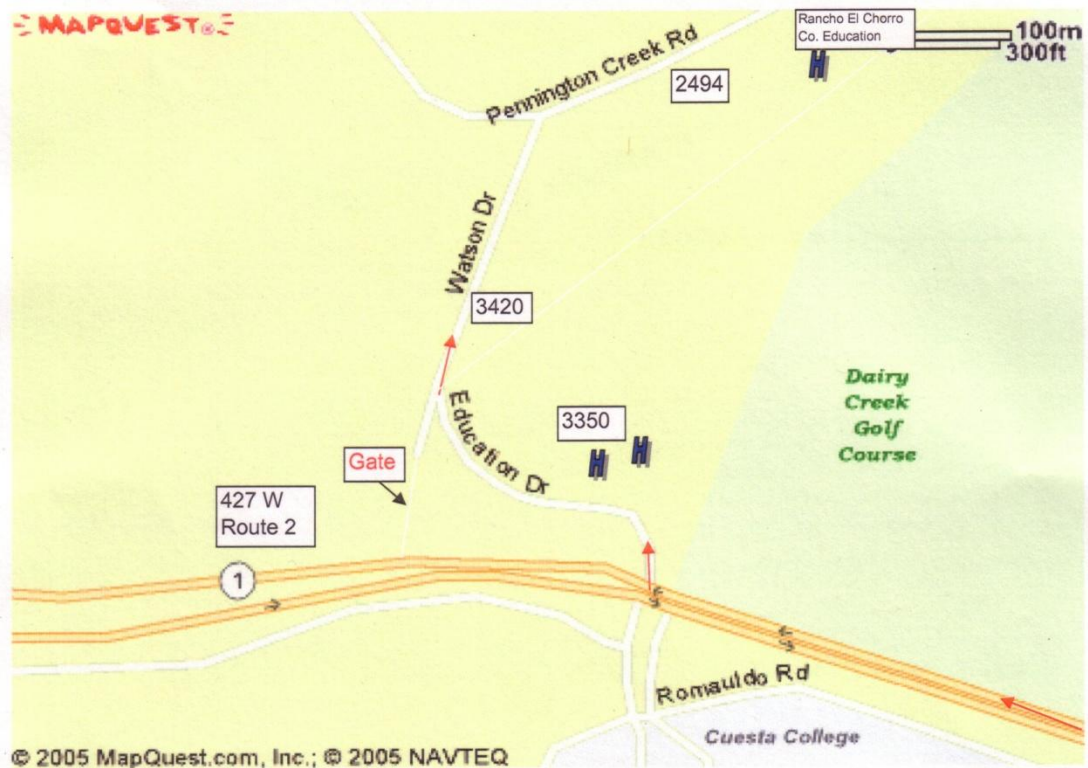 MAPQUEST
Rancho El Chorro
Co. Education
100m
300ft
Pennington Creek Rd
2494
Watson Dr
3420
Dairy
Creek
Golf
Course
Education Dr
3350
Gate
427 W
Route 2
1
Romauldo Rd
Cuesta College
© 2005 MapQuest.com, Inc.; © 2005 NAVTEQ